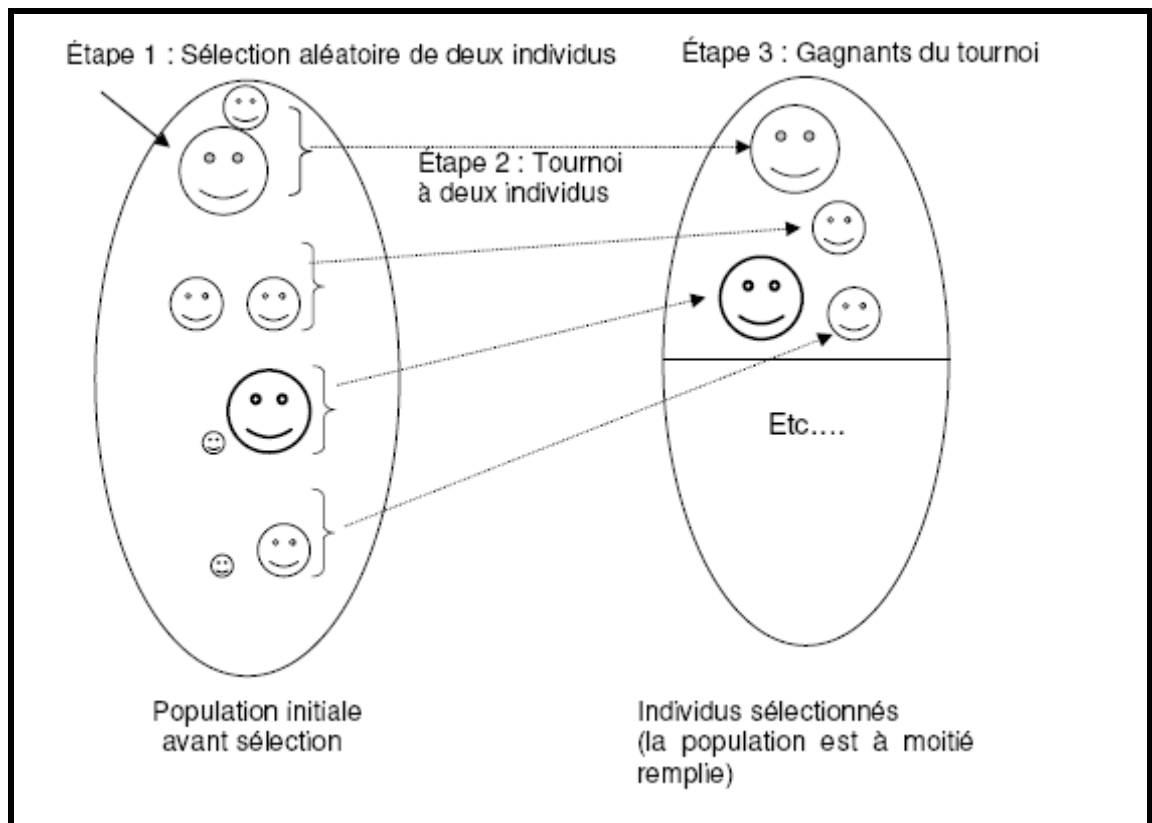 Étape 1 : Sélection aléatoire de deux individus
Étape 3 : Gagnants du tournoi
Étape 2 : Tournoi
à deux individus
Etc....
Population initiale
avant sélection
Individus sélectionnés
(la population est à moitié
remplie)